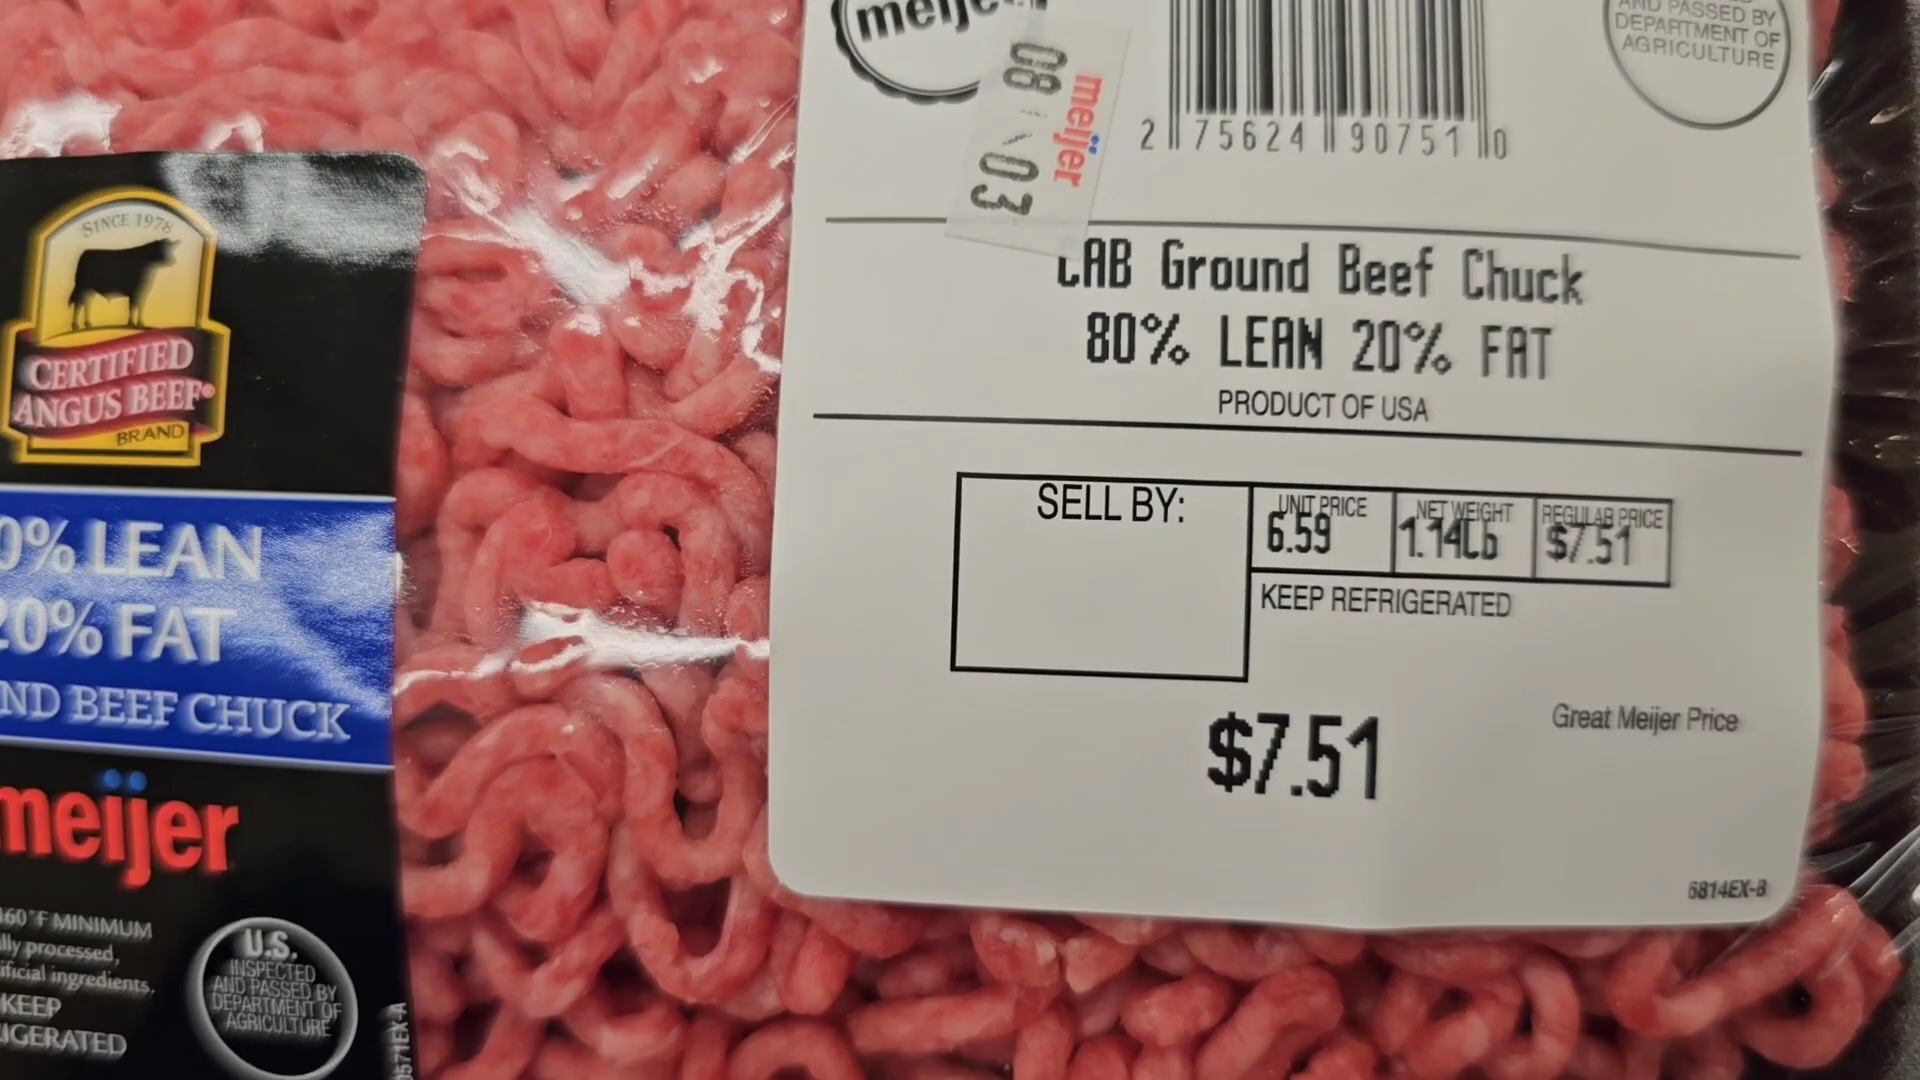 meije
08 03
meijer
2 75624 90751 0
AND PASSED BY
DEPARTMENT OF
AGRICULTURE
CAB Ground Beef Chuck
80% LEAN 20% FAT
PRODUCT OF USA
SELL BY:
UNIT PRICE
6.59
NET WEIGHT
1.14Lb
REGULAR PRICE
$7.51
KEEP REFRIGERATED
$7.51
Great Meijer Price
6814EX-B
SINCE 1978
CERTIFIED
ANGUS BEEF®
BRAND
0% LEAN
20% FAT
ND BEEF CHUCK
meijer
160°F MINIMUM
lly processed,
ificial ingredients.
KEEP
IGERATED
U.S.
INSPECTED
AND PASSED BY
DEPARTMENT OF
AGRICULTURE
0571EX-A